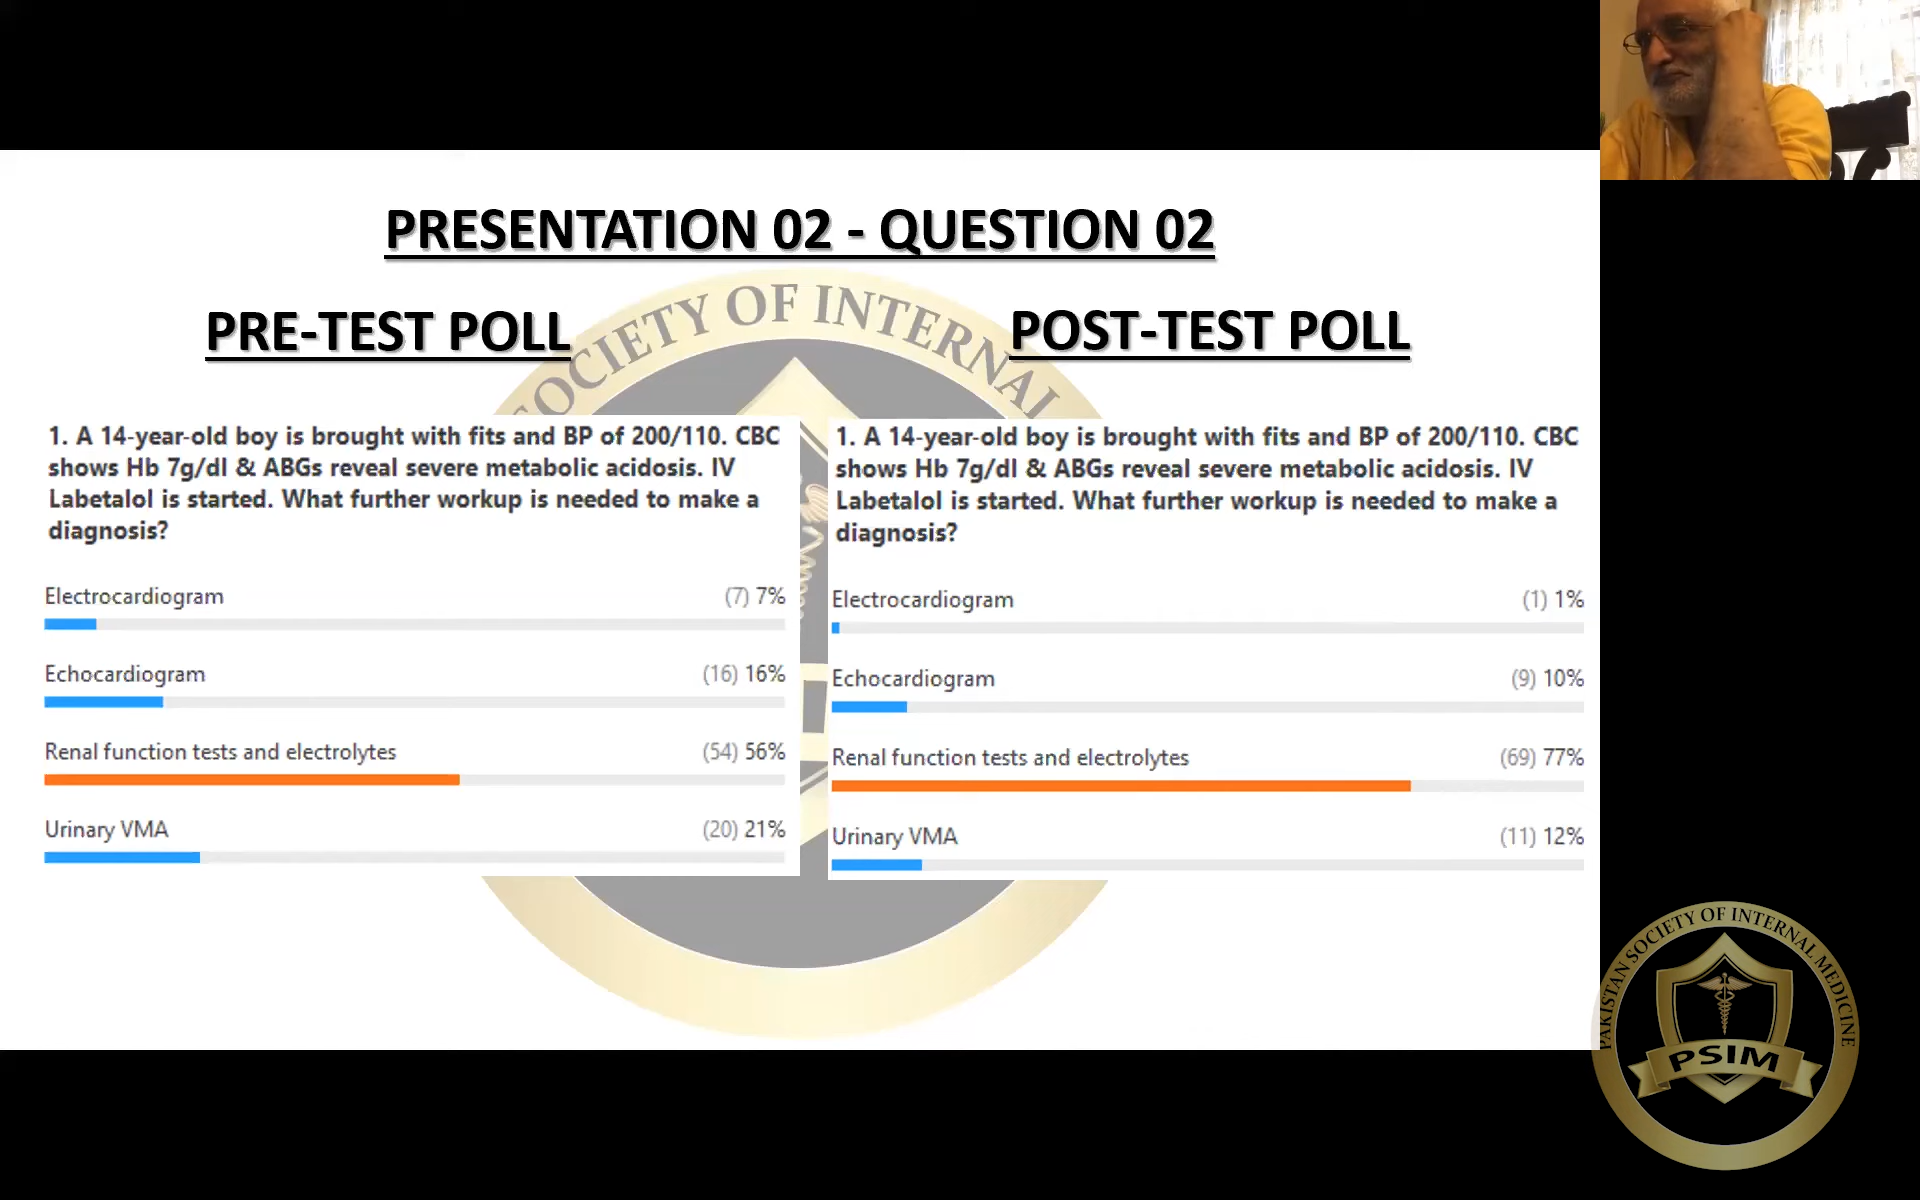 PRESENTATION 02 - QUESTION 02
PRE-TEST POLL
POST-TEST POLL
SOCIETY OF INTERNAL
1. A 14-year-old boy is brought with fits and BP of 200/110. CBC
shows Hb 7g/dl & ABGs reveal severe metabolic acidosis. IV
Labetalol is started. What further workup is needed to make a
diagnosis?
Electrocardiogram (7) 7%
Echocardiogram (16) 16%
Renal function tests and electrolytes (54) 56%
Urinary VMA (20) 21%
1. A 14-year-old boy is brought with fits and BP of 200/110. CBC
shows Hb 7g/dl & ABGs reveal severe metabolic acidosis. IV
Labetalol is started. What further workup is needed to make a
diagnosis?
Electrocardiogram (1) 1%
Echocardiogram (9) 10%
Renal function tests and electrolytes (69) 77%
Urinary VMA (11) 12%
PAKISTAN SOCIETY OF INTERNAL MEDICINE
PSIM